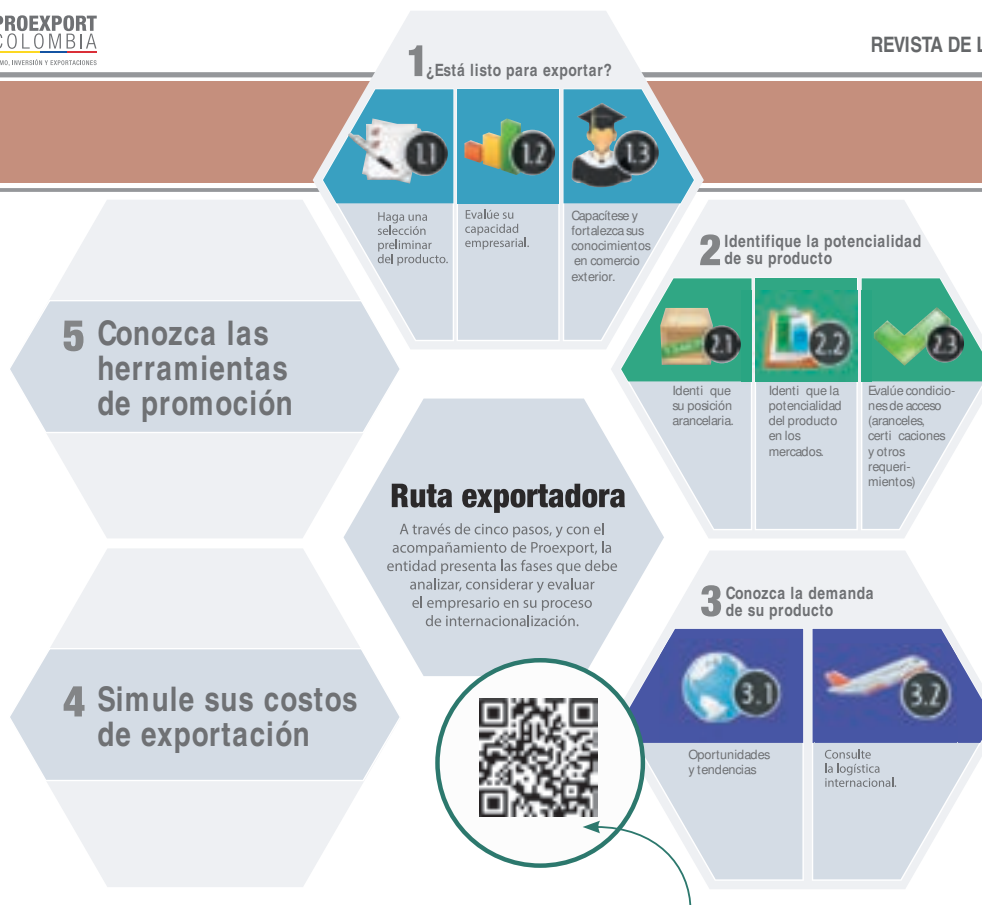 PROEXPORT
COLOMBIA
MO, INVERSIÓN Y EXPORTACIONES
REVISTA DE L
1 ¿Está listo para exportar?
1.1
1.2
1.3
Haga una
selección
preliminar
del producto.
Evalúe su
capacidad
empresarial.
Capacítese y
fortalezca sus
conocimientos
en comercio
exterior.
2 Identifique la potencialidad
de su producto
2.1
2.2
2.3
Identi que
su posición
arancelaria.
Identi que la
potencialidad
del producto
en los
mercados.
Evalúe condicio-
nes de acceso
(aranceles,
certi caciones
y otros
requeri-
mientos)
5 Conozca las
herramientas
de promoción
Ruta exportadora
A través de cinco pasos, y con el
acompañamiento de Proexport, la
entidad presenta las fases que debe
analizar, considerar y evaluar
el empresario en su proceso
de internacionalización.
3 Conozca la demanda
de su producto
3.1
3.2
Oportunidades
y tendencias
Consulte
la logística
internacional.
4 Simule sus costos
de exportación